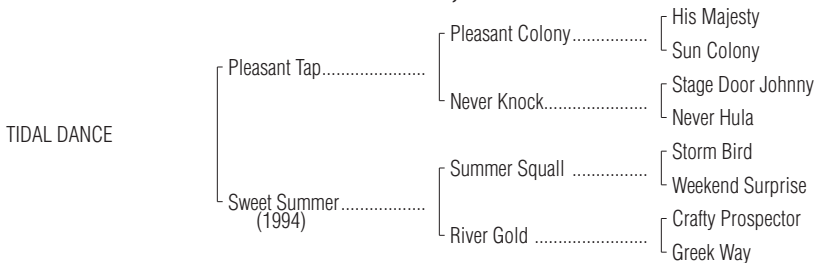 His Majesty
Pleasant Colony................
Sun Colony
Pleasant Tap......................
Stage Door Johnny
Never Knock......................
Never Hula
TIDAL DANCE
Storm Bird
Summer Squall ................
Weekend Surprise
Sweet Summer..................
(1994)
Crafty Prospector
River Gold ........................
Greek Way